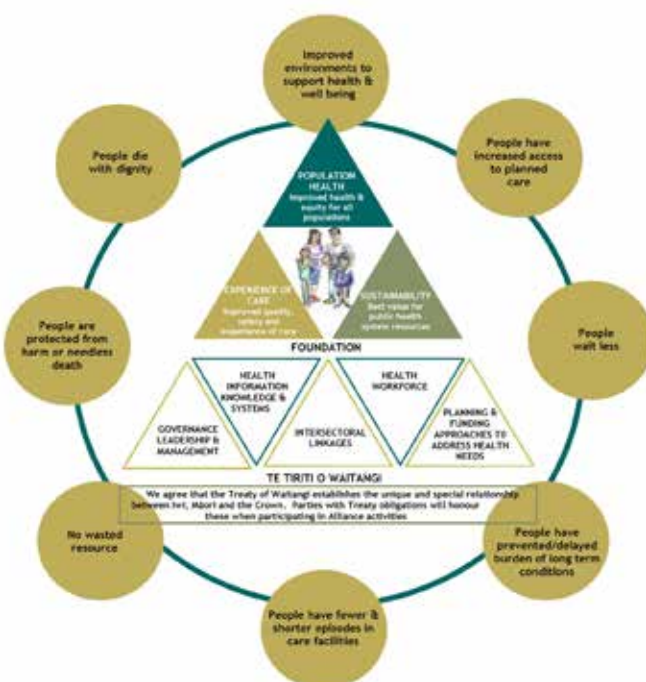 Improved
environments to
support health &
well being
People die
with dignity
People have
increased access
to planned
care
POPULATION
HEALTH
Improved health &
equity for all
populations
EXPERIENCE OF
CARE
Improved quality,
safety and
experience of care
SUSTAINABILITY
Best value for
public health
system resources
People are
protected from
harm or needless
death
People
wait less
FOUNDATION
HEALTH
INFORMATION
KNOWLEDGE &
SYSTEMS
HEALTH
WORKFORCE
GOVERNANCE
LEADERSHIP &
MANAGEMENT
INTERSECTORAL
LINKAGES
PLANNING &
FUNDING
APPROACHES TO
ADDRESS HEALTH
NEEDS
TE TIRITI O WAITANGI
We agree that the Treaty of Waitangi establishes the unique and special relationship
between Iwi, Māori and the Crown. Parties with Treaty obligations will honour
these when participating in Alliance activities
No wasted
resource
People have
prevented/delayed
burden of long term
conditions
People have fewer &
shorter episodes in
care facilities